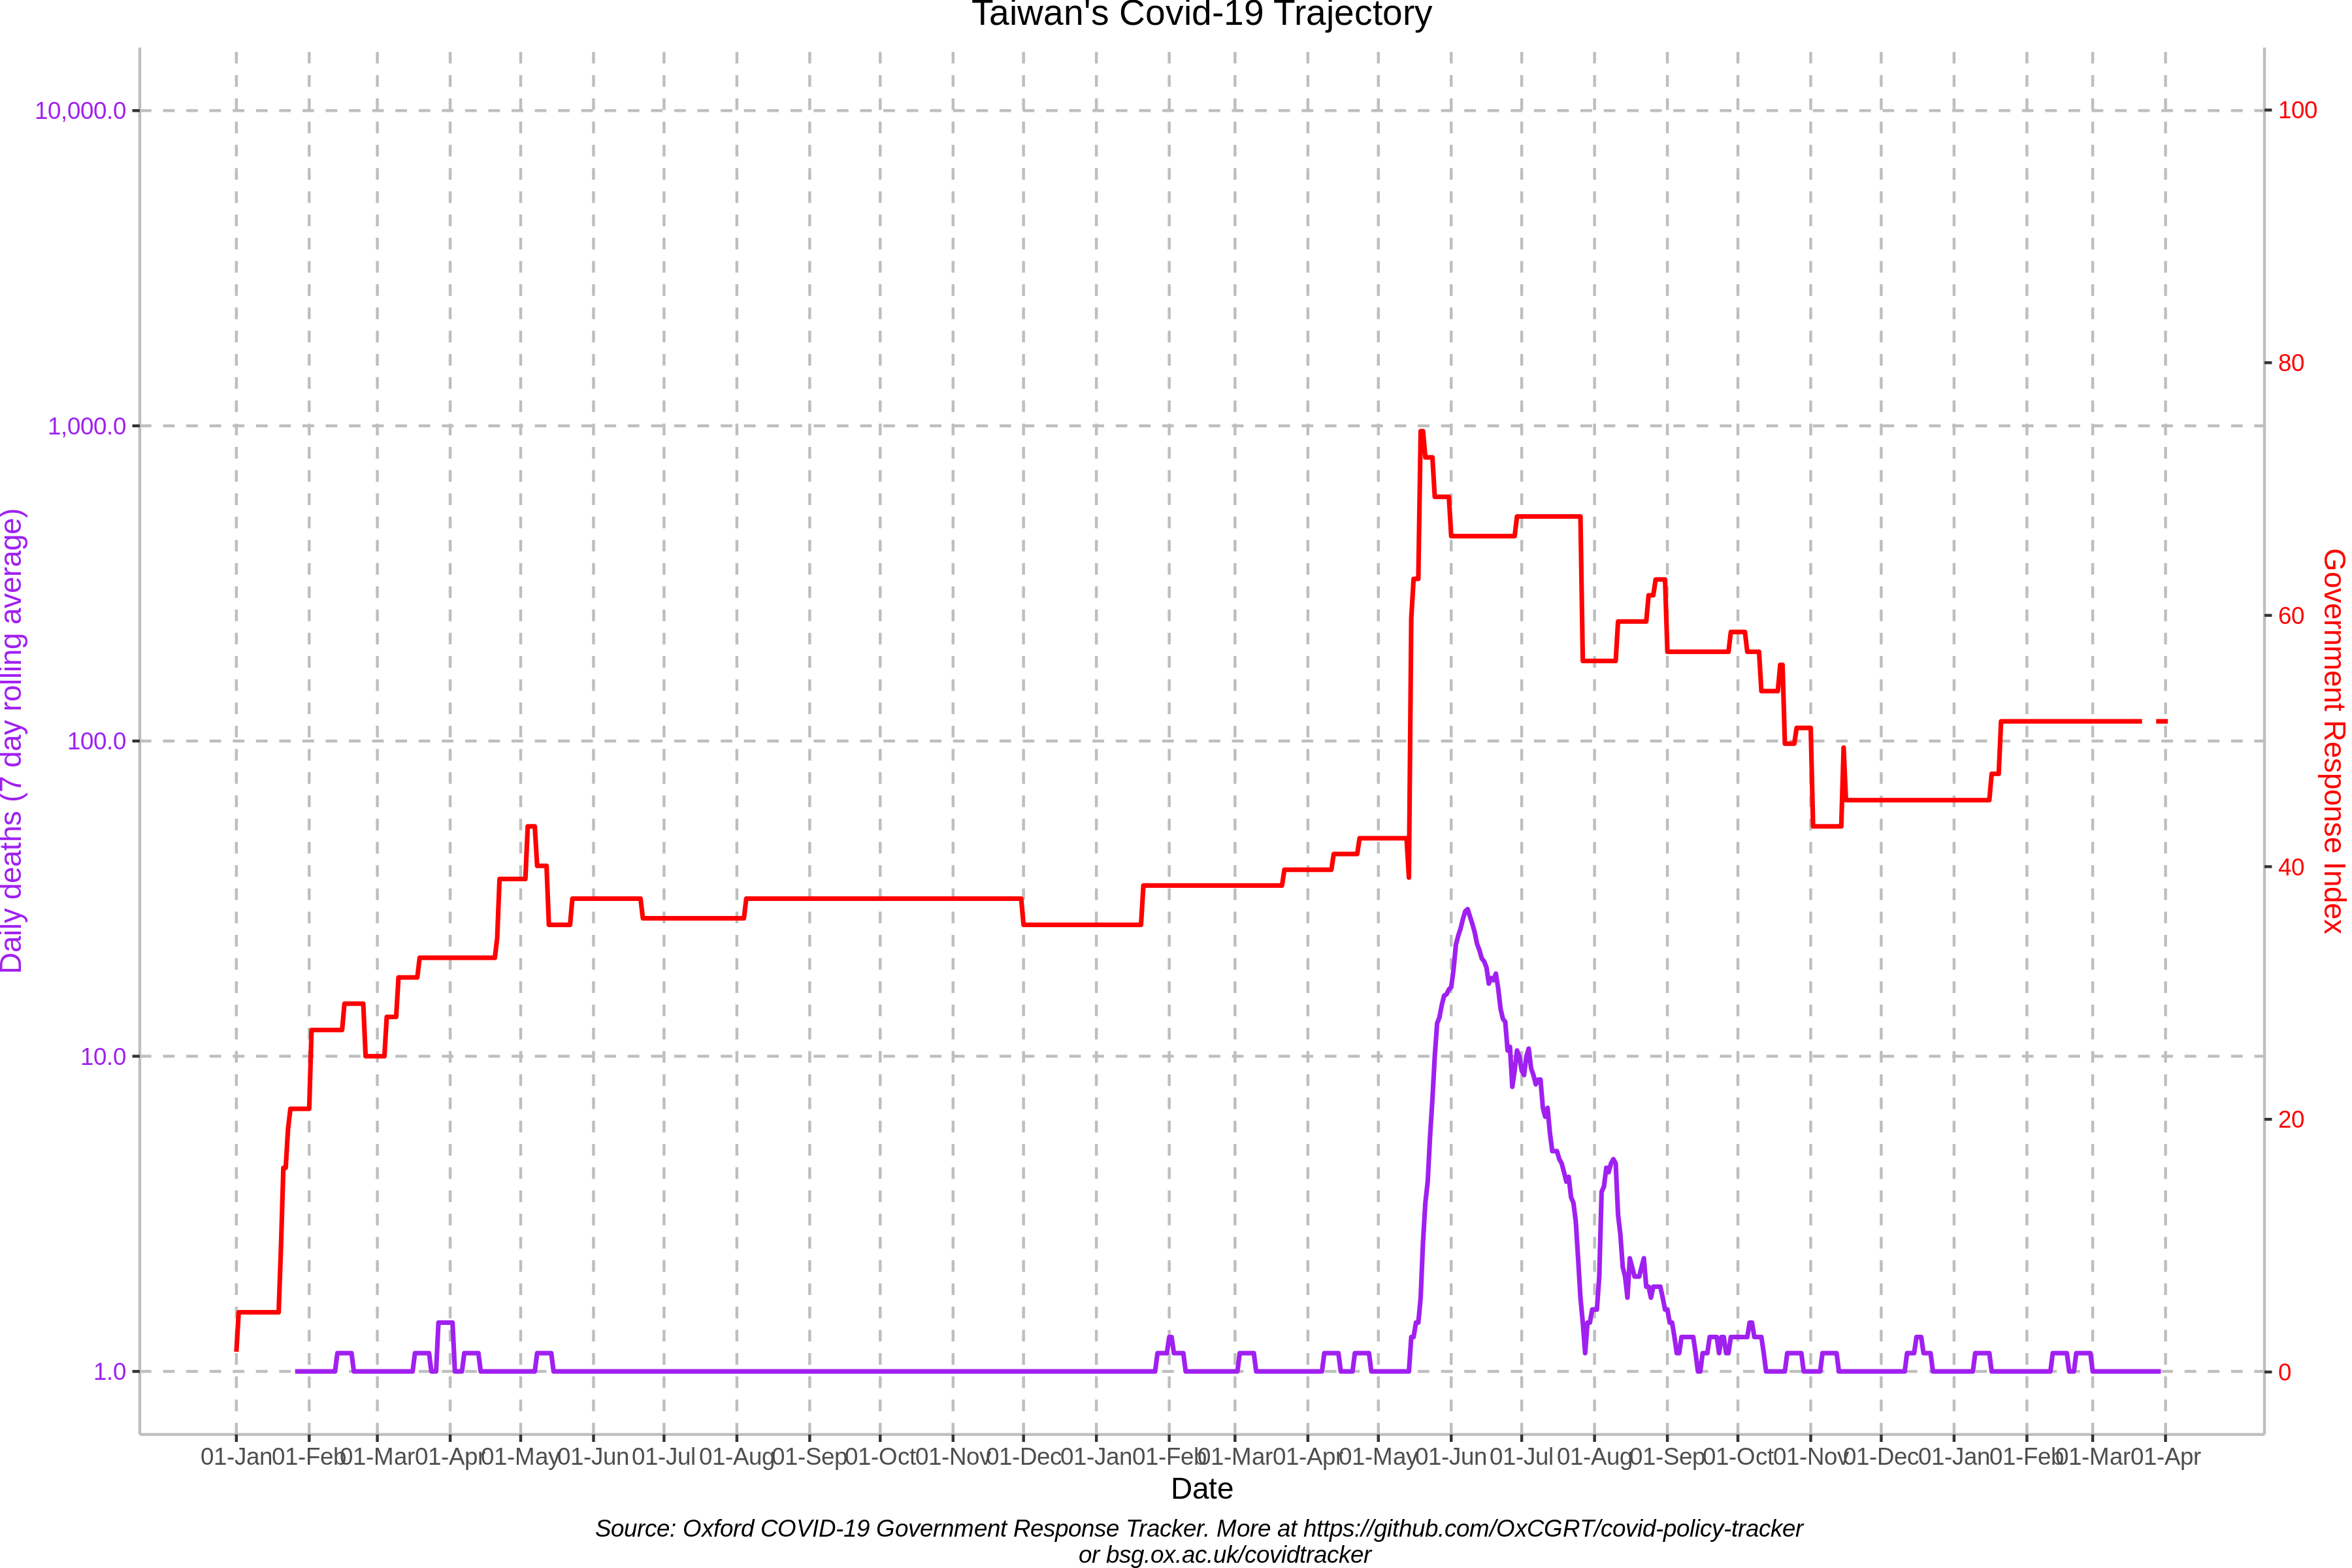 Taiwan's Covid-19 Trajectory
10,000.0
1,000.0
100.0
10.0
1.0
Daily deaths (7 day rolling average)
100
80
60
40
20
0
Government Response Index
01-Jan 01-Feb 01-Mar 01-Apr 01-May 01-Jun 01-Jul 01-Aug 01-Sep 01-Oct 01-Nov 01-Dec 01-Jan 01-Feb 01-Mar 01-Apr 01-May 01-Jun 01-Jul 01-Aug 01-Sep 01-Oct 01-Nov 01-Dec 01-Jan 01-Feb 01-Mar 01-Apr
Date
Source: Oxford COVID-19 Government Response Tracker. More at https://github.com/OxCGRT/covid-policy-tracker
or bsg.ox.ac.uk/covidtracker